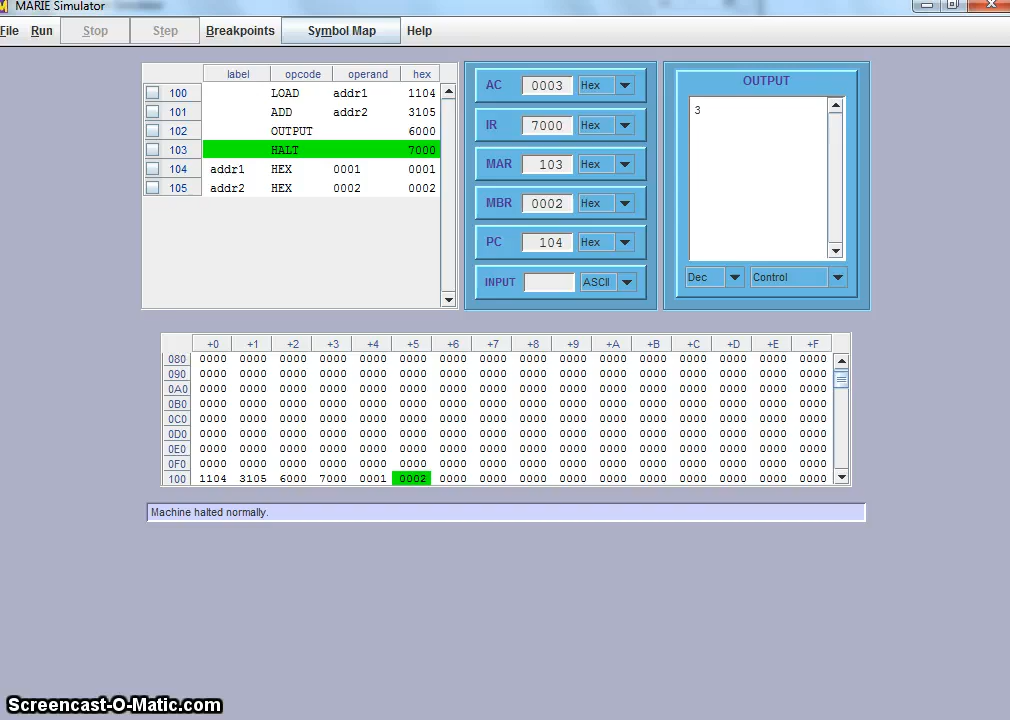 MARIE Simulator
File Run Stop Step Breakpoints Symbol Map Help
label opcode operand hex
100 LOAD addr1 1104
101 ADD addr2 3105
102 OUTPUT 6000
103 HALT 7000
104 addr1 HEX 0001 0001
105 addr2 HEX 0002 0002
AC 0003 Hex
IR 7000 Hex
MAR 103 Hex
MBR 0002 Hex
PC 104 Hex
INPUT ASCII
OUTPUT
3
Dec Control
+0 +1 +2 +3 +4 +5 +6 +7 +8 +9 +A +B +C +D +E +F
080 0000 0000 0000 0000 0000 0000 0000 0000 0000 0000 0000 0000 0000 0000 0000 0000
090 0000 0000 0000 0000 0000 0000 0000 0000 0000 0000 0000 0000 0000 0000 0000 0000
0A0 0000 0000 0000 0000 0000 0000 0000 0000 0000 0000 0000 0000 0000 0000 0000 0000
0B0 0000 0000 0000 0000 0000 0000 0000 0000 0000 0000 0000 0000 0000 0000 0000 0000
0C0 0000 0000 0000 0000 0000 0000 0000 0000 0000 0000 0000 0000 0000 0000 0000 0000
0D0 0000 0000 0000 0000 0000 0000 0000 0000 0000 0000 0000 0000 0000 0000 0000 0000
0E0 0000 0000 0000 0000 0000 0000 0000 0000 0000 0000 0000 0000 0000 0000 0000 0000
0F0 0000 0000 0000 0000 0000 0000 0000 0000 0000 0000 0000 0000 0000 0000 0000 0000
100 1104 3105 6000 7000 0001 0002 0000 0000 0000 0000 0000 0000 0000 0000 0000 0000
Machine halted normally.
Screencast-O-Matic.com